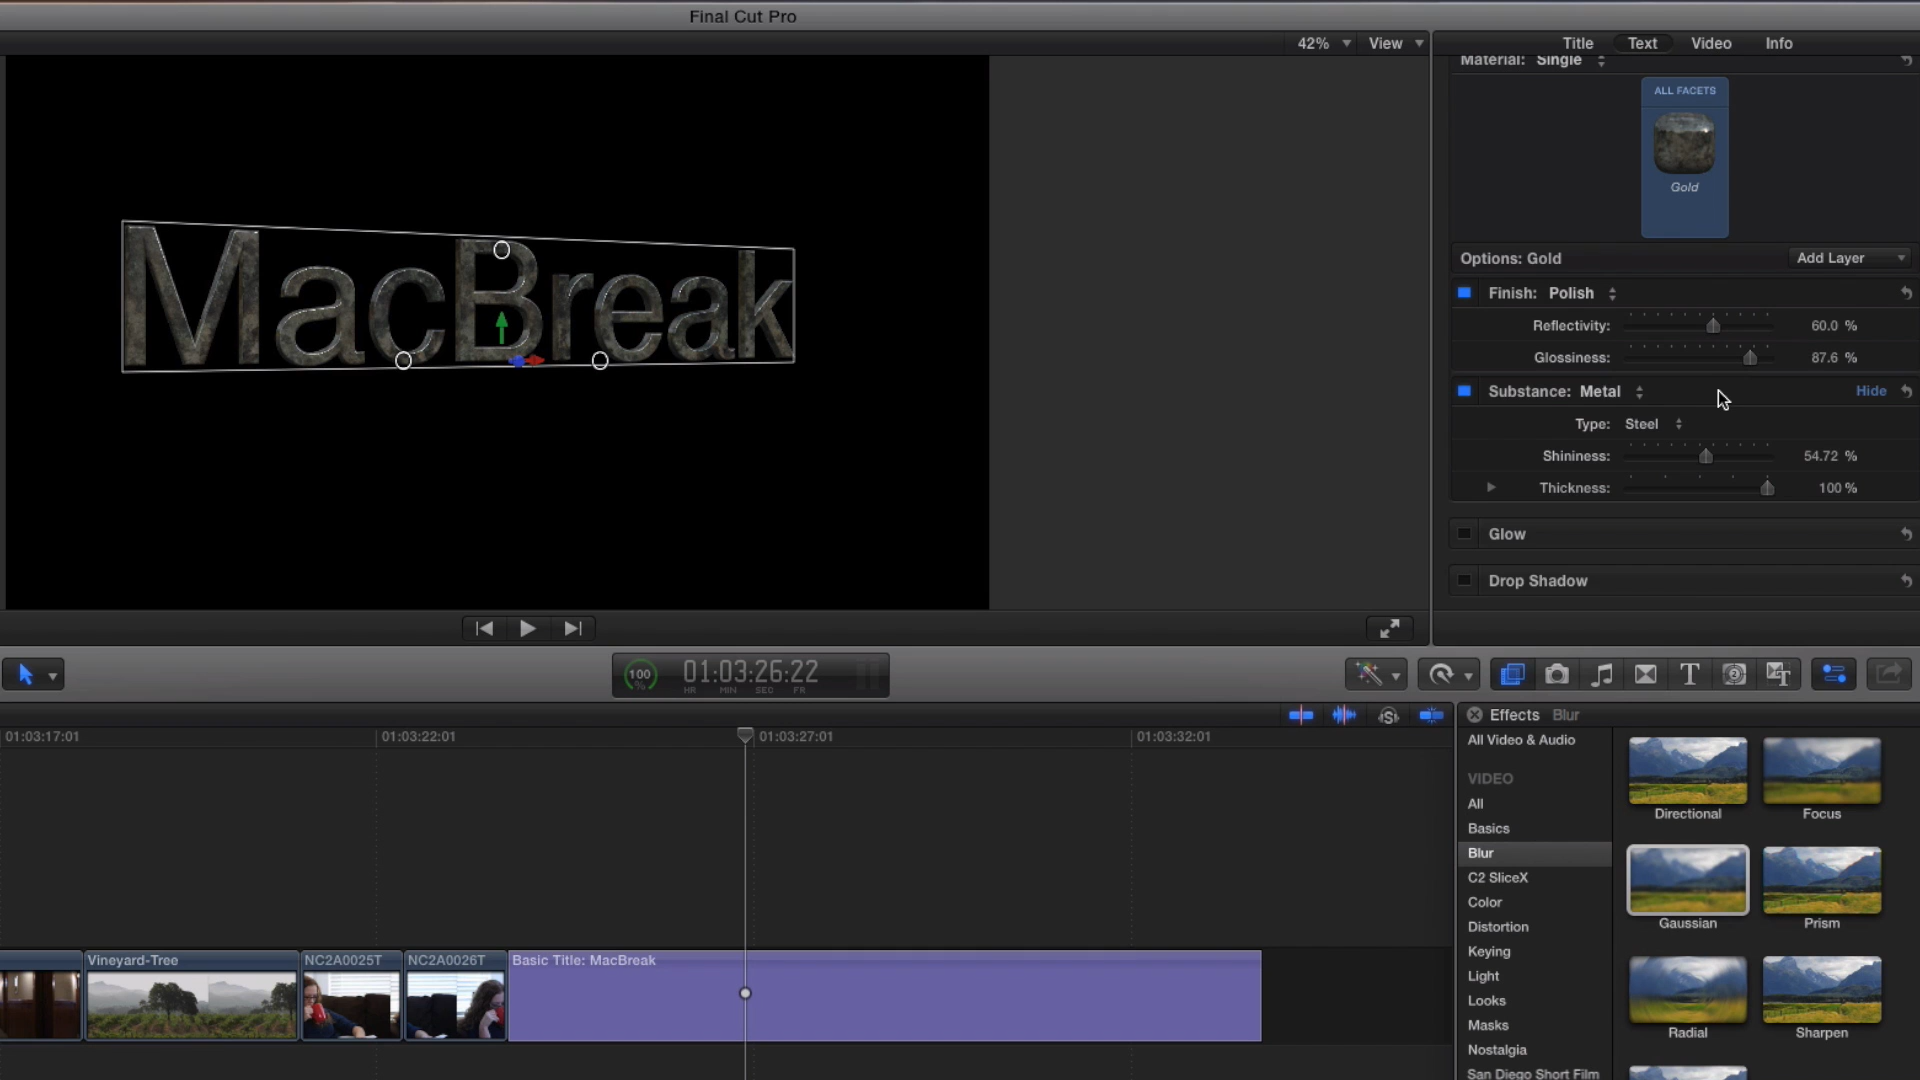 Final Cut Pro
42% View
Title Text Video Info
Material: Single
ALL FACETS
Gold
MacBreak
Options: Gold Add Layer
Finish: Polish
Reflectivity: 60.0 %
Glossiness: 87.6 %
Substance: Metal Hide
Type: Steel
Shininess: 54.72 %
Thickness: 100 %
Glow
Drop Shadow
100 % 01:03:26:22
HR MIN SEC FR
Effects Blur
01:03:17:01 01:03:22:01 01:03:27:01 01:03:32:01
All Video & Audio
VIDEO
All
Basics
Blur
C2 SliceX
Color
Distortion
Keying
Light
Looks
Masks
Nostalgia
San Diego Short Film
Directional Focus
Gaussian Prism
Radial Sharpen
Vineyard-Tree NC2A0025T NC2A0026T Basic Title: MacBreak